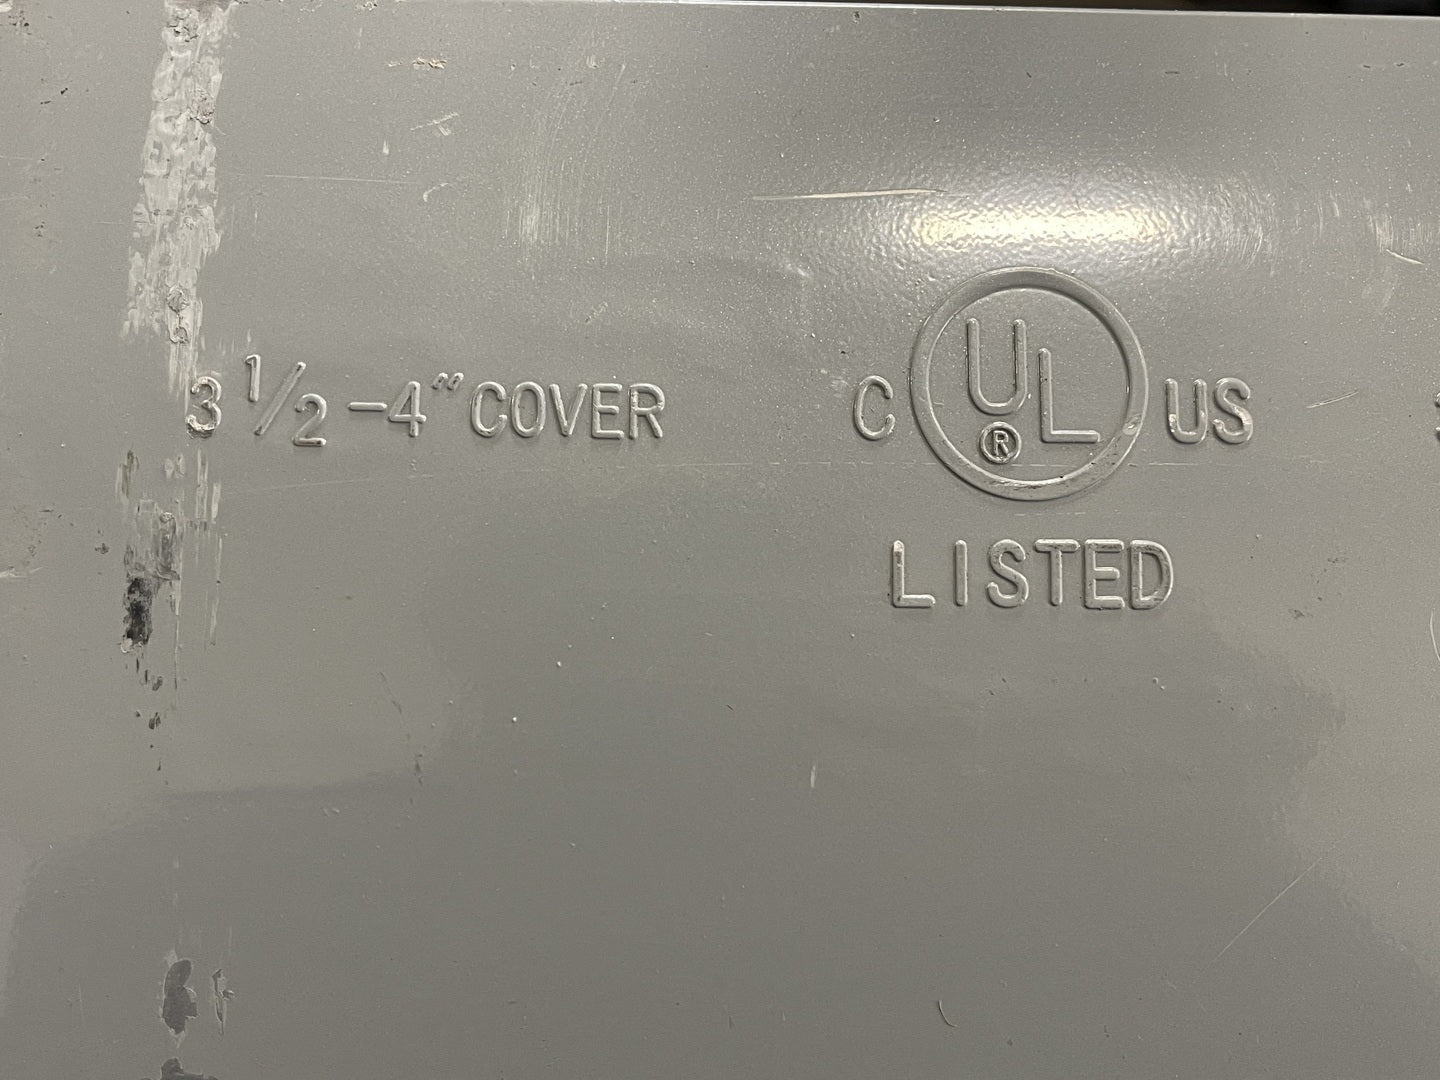 3 1/2 -4" COVER
C UL® US
LISTED